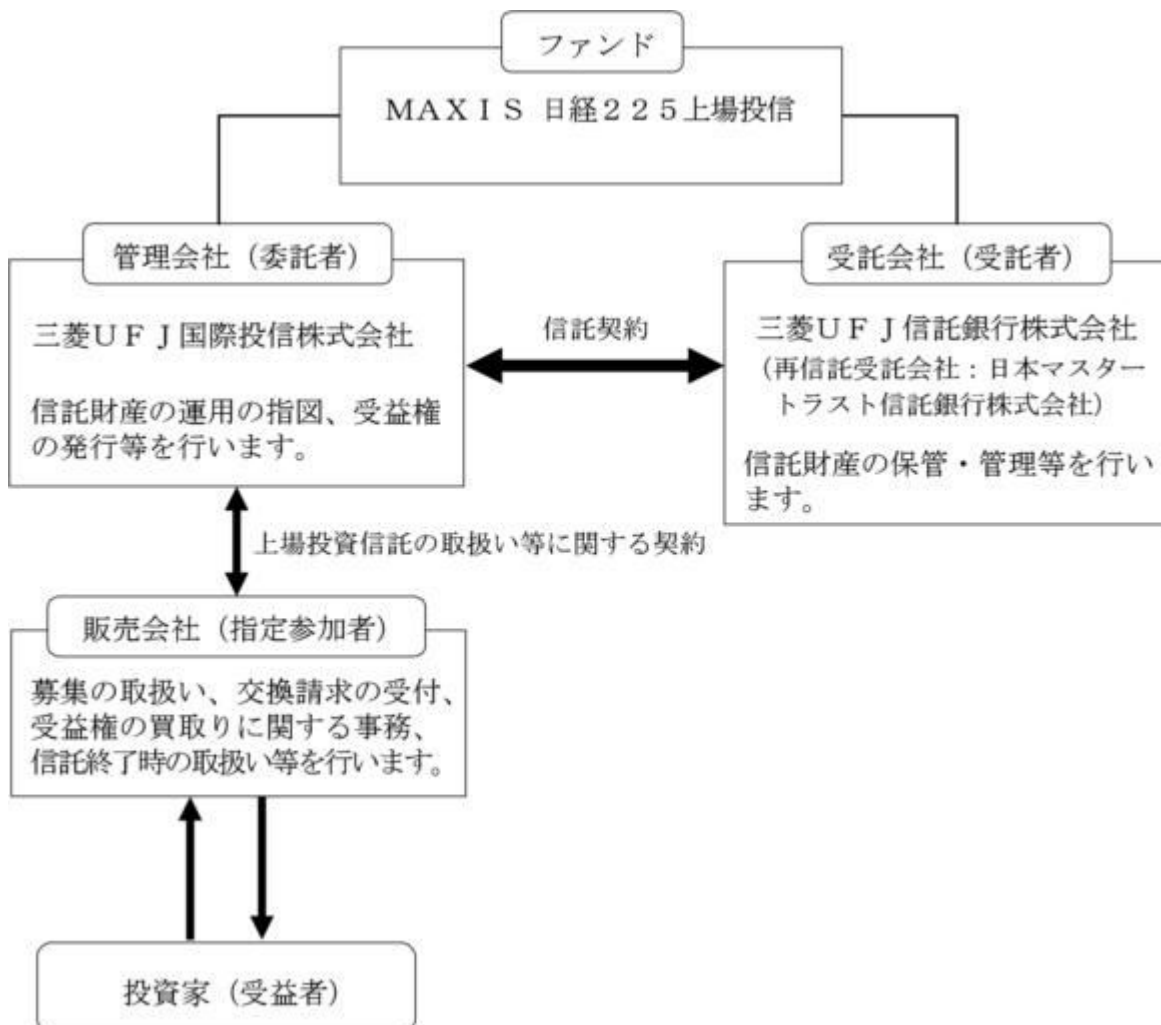 ファンド
ＭＡＸＩＳ 日経２２５上場投信
管理会社（委託者）
三菱ＵＦＪ国際投信株式会社
信託財産の運用の指図、受益権
の発行等を行います。
信託契約
受託会社（受託者）
三菱ＵＦＪ信託銀行株式会社
（再信託受託会社：日本マスター
トラスト信託銀行株式会社）
信託財産の保管・管理等を行い
ます。
上場投資信託の取扱い等に関する契約
販売会社（指定参加者）
募集の取扱い、交換請求の受付、
受益権の買取りに関する事務、
信託終了時の取扱い等を行います。
投資家（受益者）